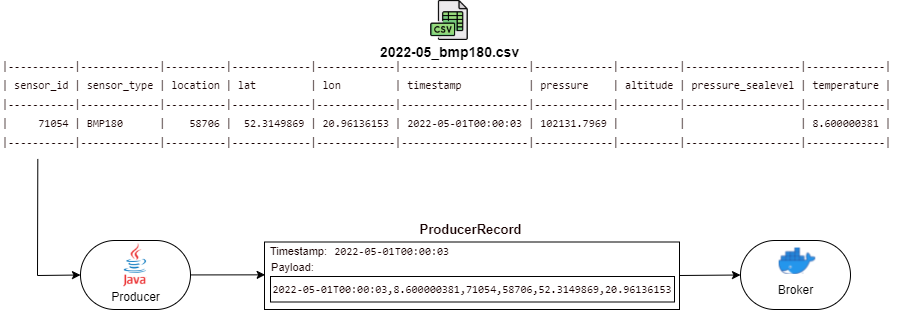 CSV
2022-05_bmp180.csv
|-----------|-------------|----------|------------|-------------|---------------------|-------------|----------|-------------------|-------------|
| sensor_id | sensor_type | location | lat | lon | timestamp | pressure | altitude | pressure_sealevel | temperature |
|-----------|-------------|----------|------------|-------------|---------------------|-------------|----------|-------------------|-------------|
| 71054 | BMP180 | 58706 | 52.3149869 | 20.96136153 | 2022-05-01T00:00:03 | 102131.7969 | | | 8.600000381 |
|-----------|-------------|----------|------------|-------------|---------------------|-------------|----------|-------------------|-------------|
ProducerRecord
Timestamp: 2022-05-01T00:00:03
Payload:
2022-05-01T00:00:03,8.600000381,71054,58706,52.3149869,20.96136153
Java
Producer
Broker